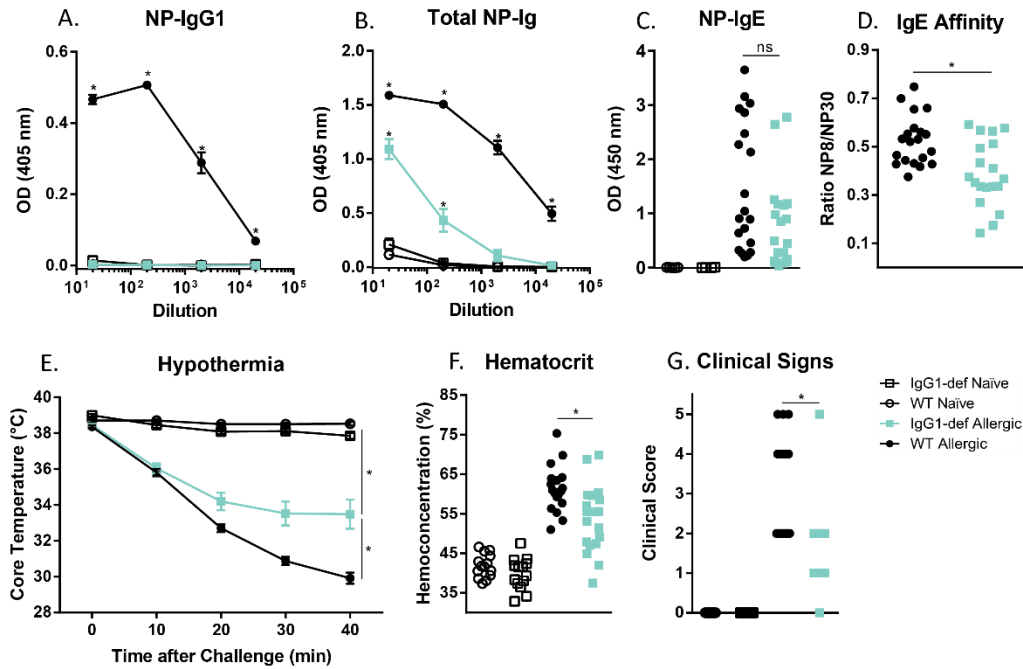 A. NP-IgG1
OD (405 nm)
0.6
0.4
0.2
0.0
* *
10¹ 10² 10³ 10⁴ 10⁵
Dilution
B. Total NP-Ig
OD (405 nm)
2.0
1.5
1.0
0.5
0.0
* * * * * *
10¹ 10² 10³ 10⁴ 10⁵
Dilution
C. NP-IgE
OD (450 nm)
4
3
2
1
0
ns
D. IgE Affinity
Ratio NP8/NP30
0.9
0.7
0.5
0.3
0.1
*
E. Hypothermia
Core Temperature (°C)
40
38
36
34
32
30
28
*
*
0 10 20 30 40
Time after Challenge (min)
F. Hematocrit
Hemoconcentration (%)
85
75
65
55
45
35
*
G. Clinical Signs
Clinical Score
5
4
3
2
1
0
*
IgG1-def Naïve
WT Naïve
IgG1-def Allergic
WT Allergic